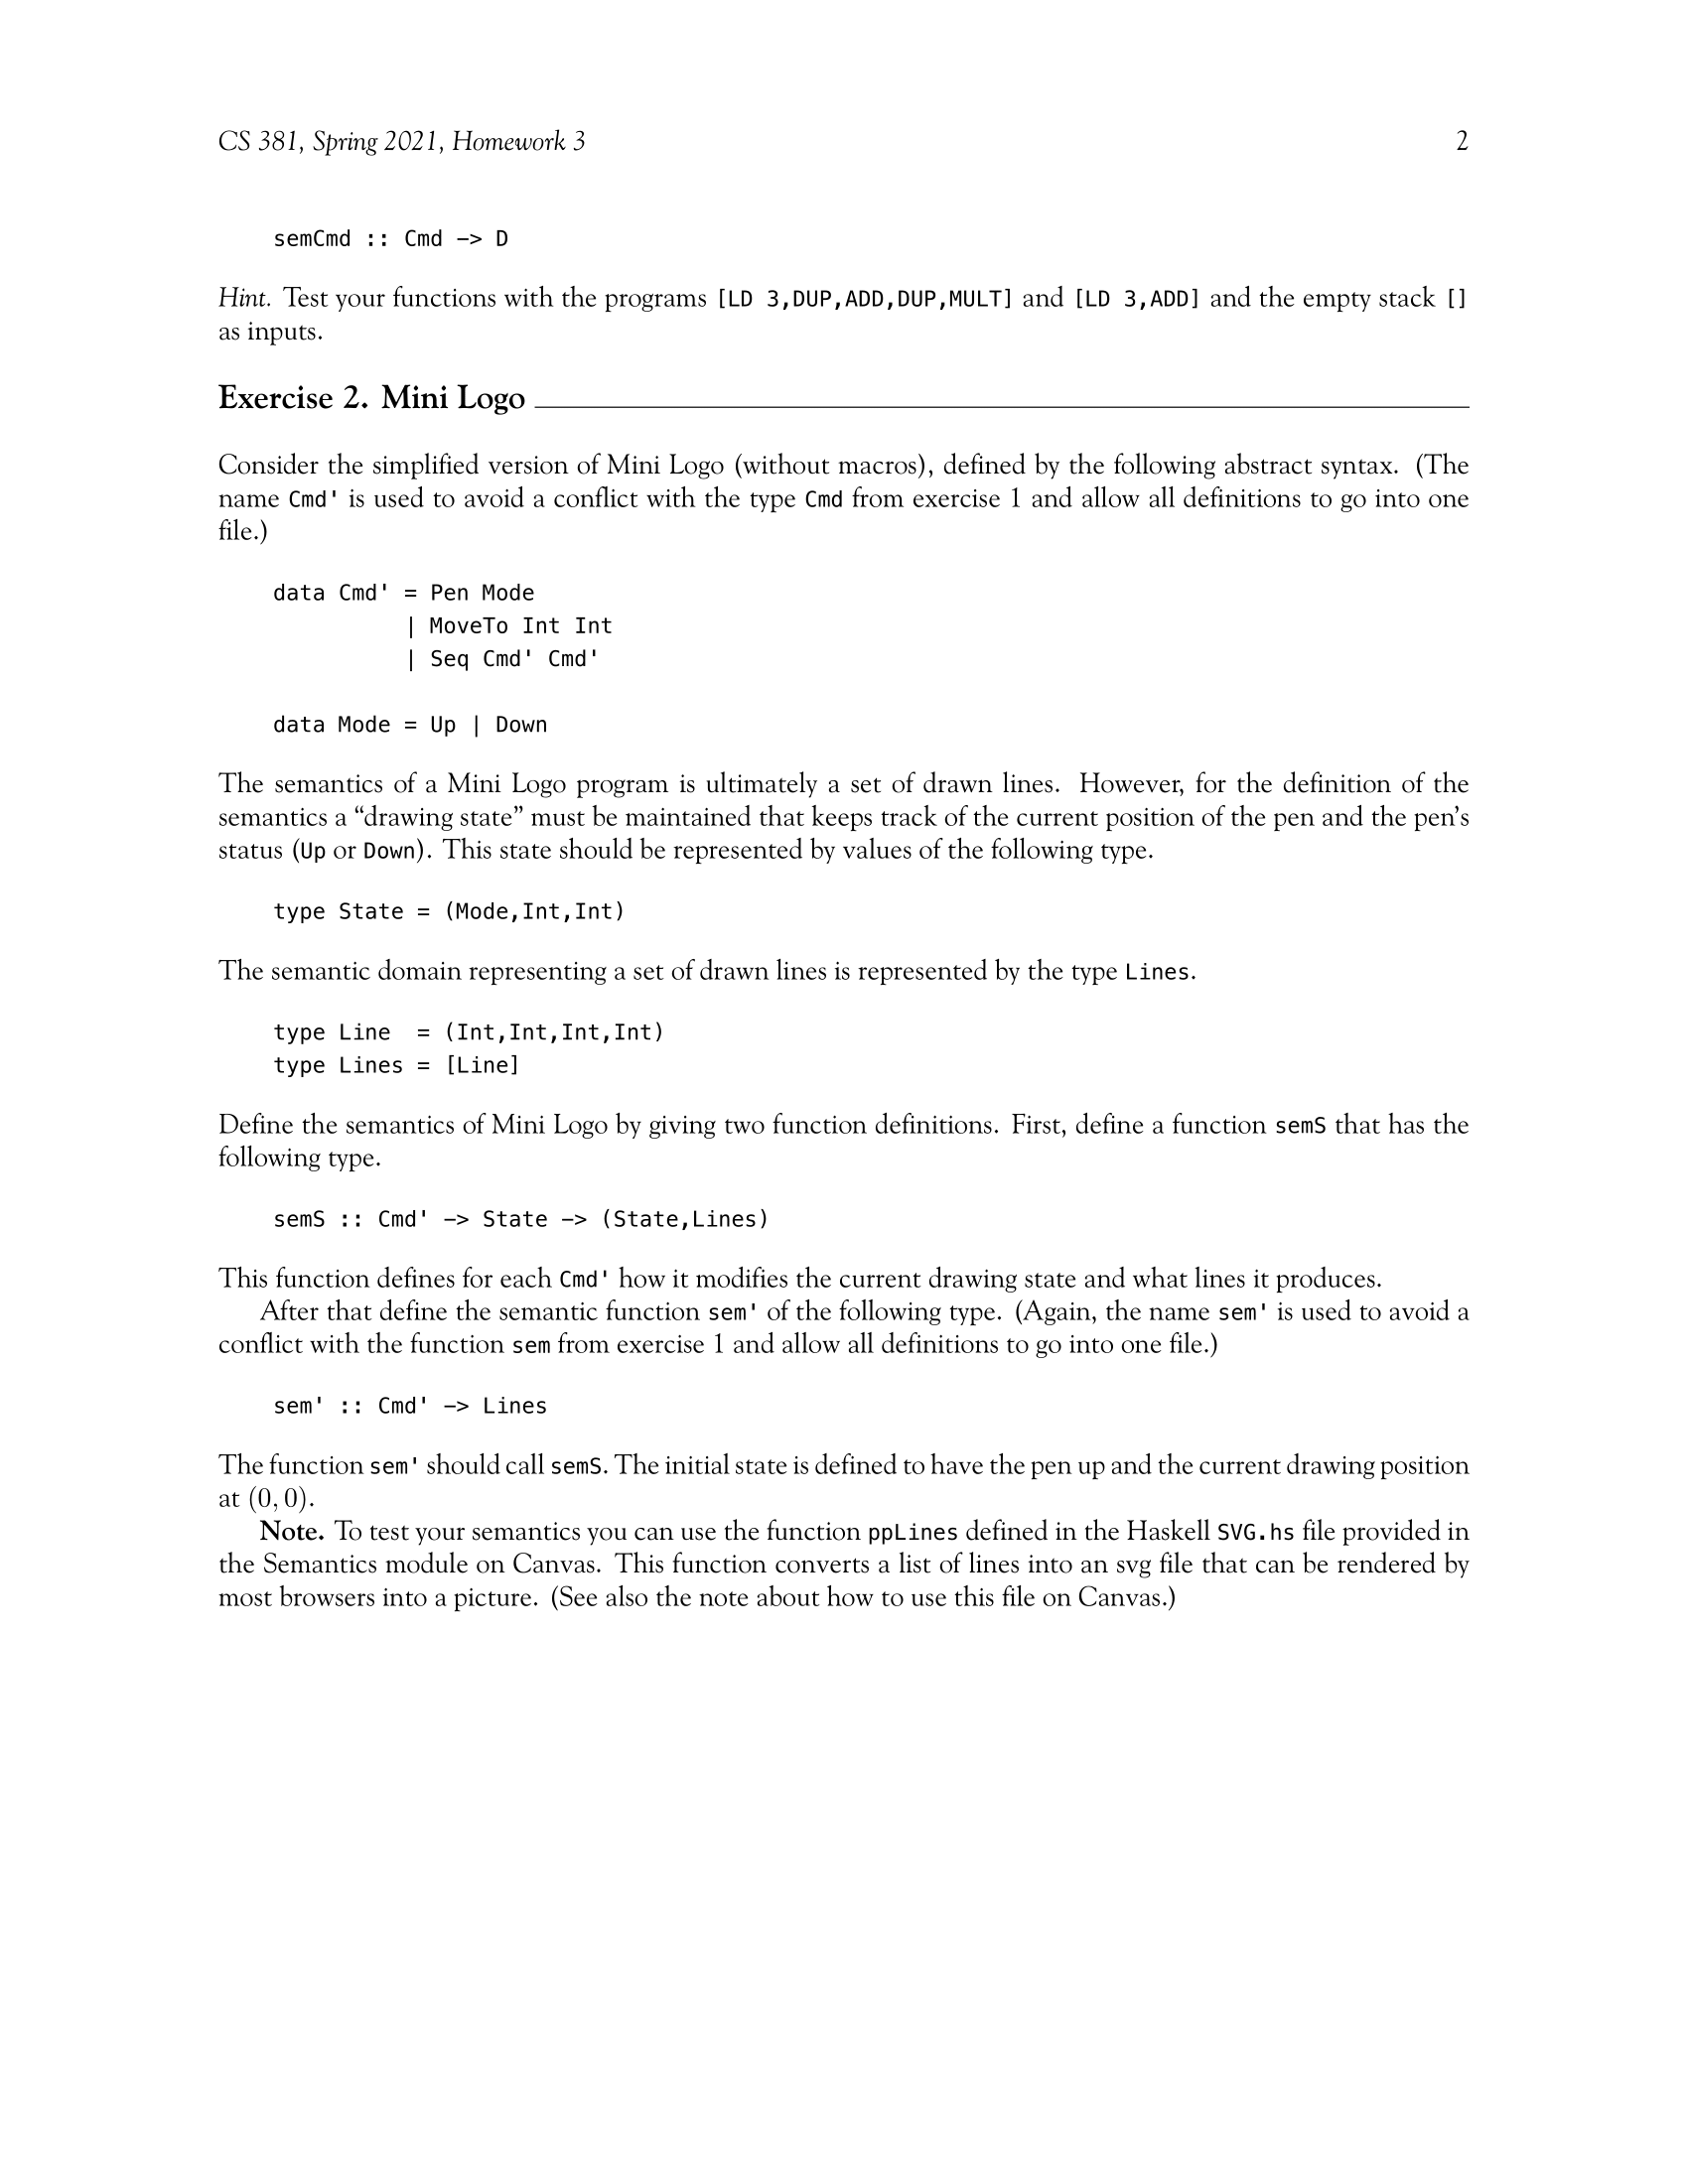 CS 381, Spring 2021, Homework 3 2
semCmd :: Cmd -> D
Hint. Test your functions with the programs [LD 3,DUP,ADD,DUP,MULT] and [LD 3,ADD] and the empty stack []
as inputs.
Exercise 2. Mini Logo
Consider the simplified version of Mini Logo (without macros), defined by the following abstract syntax. (The
name Cmd' is used to avoid a conflict with the type Cmd from exercise 1 and allow all definitions to go into one
file.)
data Cmd' = Pen Mode
| MoveTo Int Int
| Seq Cmd' Cmd'
data Mode = Up | Down
The semantics of a Mini Logo program is ultimately a set of drawn lines. However, for the definition of the
semantics a “drawing state” must be maintained that keeps track of the current position of the pen and the pen’s
status (Up or Down). This state should be represented by values of the following type.
type State = (Mode,Int,Int)
The semantic domain representing a set of drawn lines is represented by the type Lines.
type Line  = (Int,Int,Int,Int)
type Lines = [Line]
Define the semantics of Mini Logo by giving two function definitions. First, define a function semS that has the
following type.
semS :: Cmd' -> State -> (State,Lines)
This function defines for each Cmd' how it modifies the current drawing state and what lines it produces.
After that define the semantic function sem' of the following type. (Again, the name sem' is used to avoid a
conflict with the function sem from exercise 1 and allow all definitions to go into one file.)
sem' :: Cmd' -> Lines
The function sem' should call semS. The initial state is defined to have the pen up and the current drawing position
at (0, 0).
Note. To test your semantics you can use the function ppLines defined in the Haskell SVG.hs file provided in
the Semantics module on Canvas. This function converts a list of lines into an svg file that can be rendered by
most browsers into a picture. (See also the note about how to use this file on Canvas.)